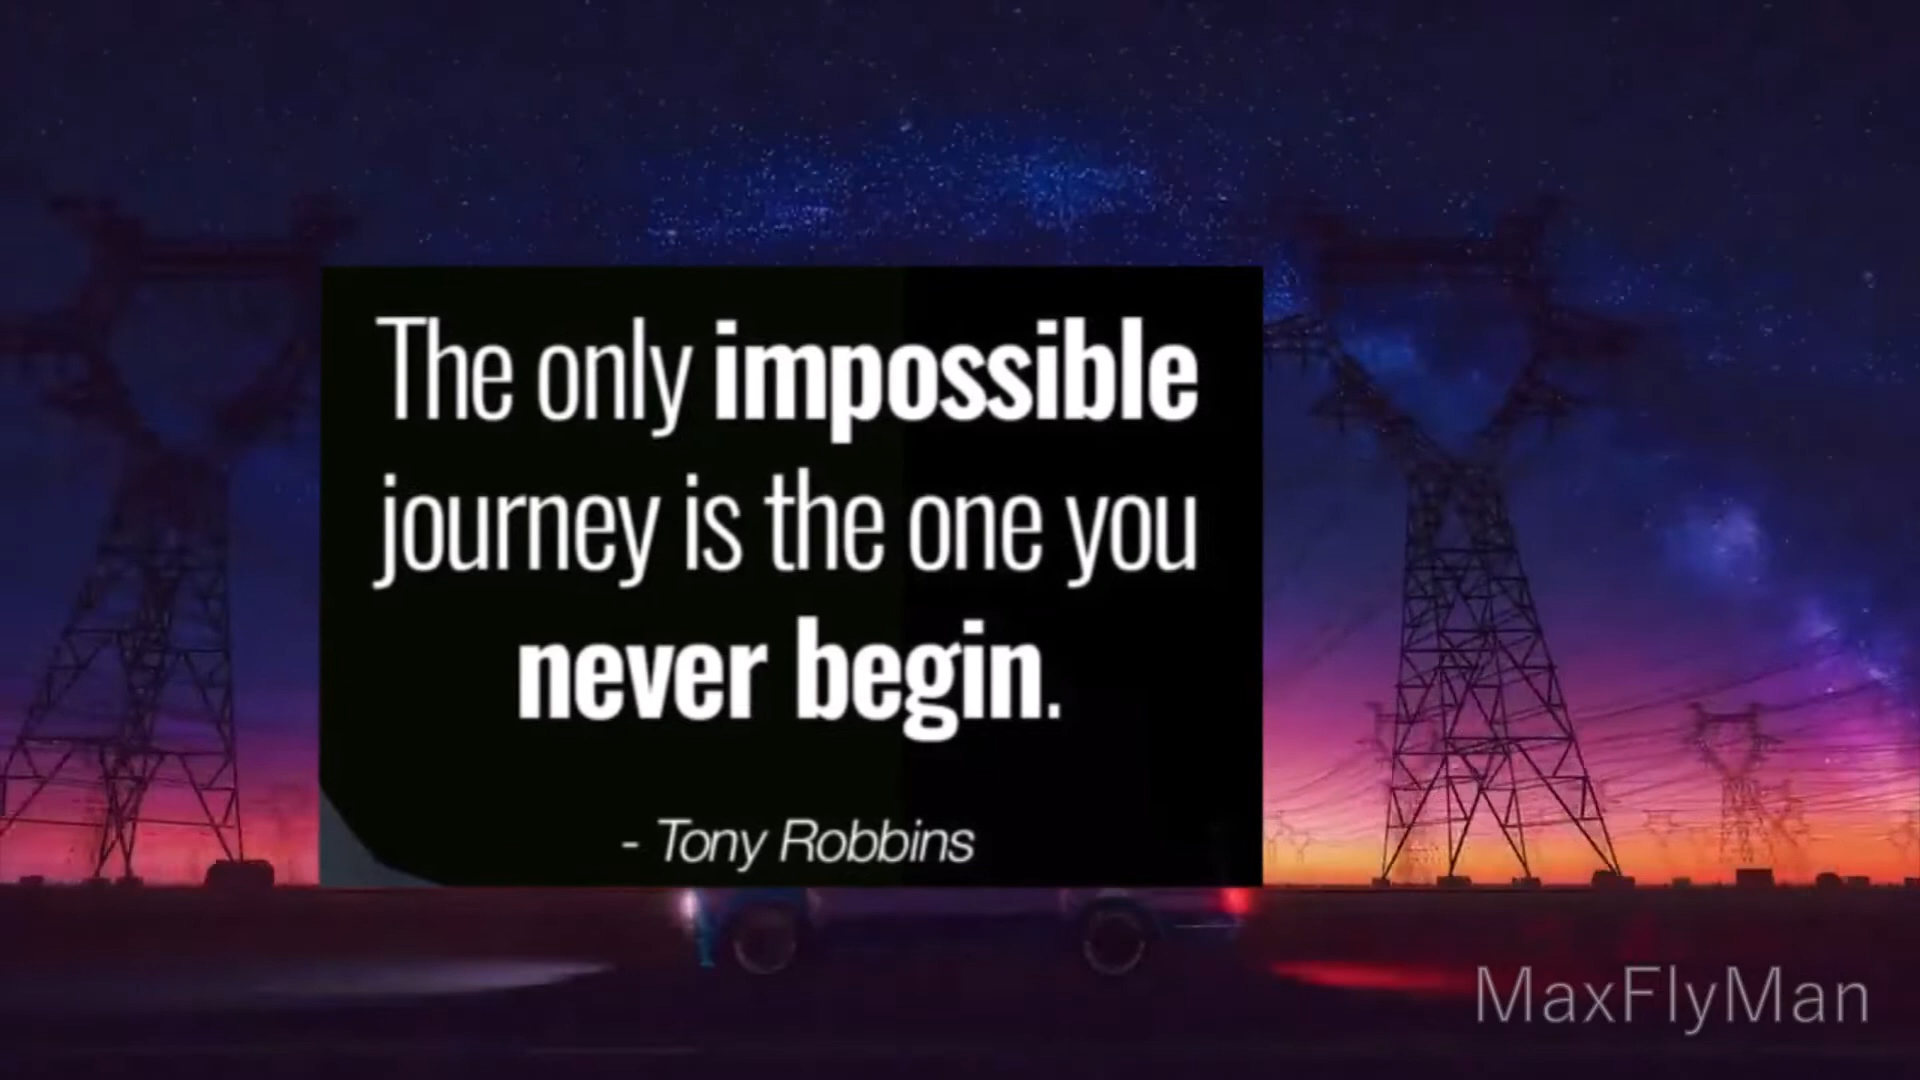 The only impossible
journey is the one you
never begin.
- Tony Robbins
MaxFlyMan